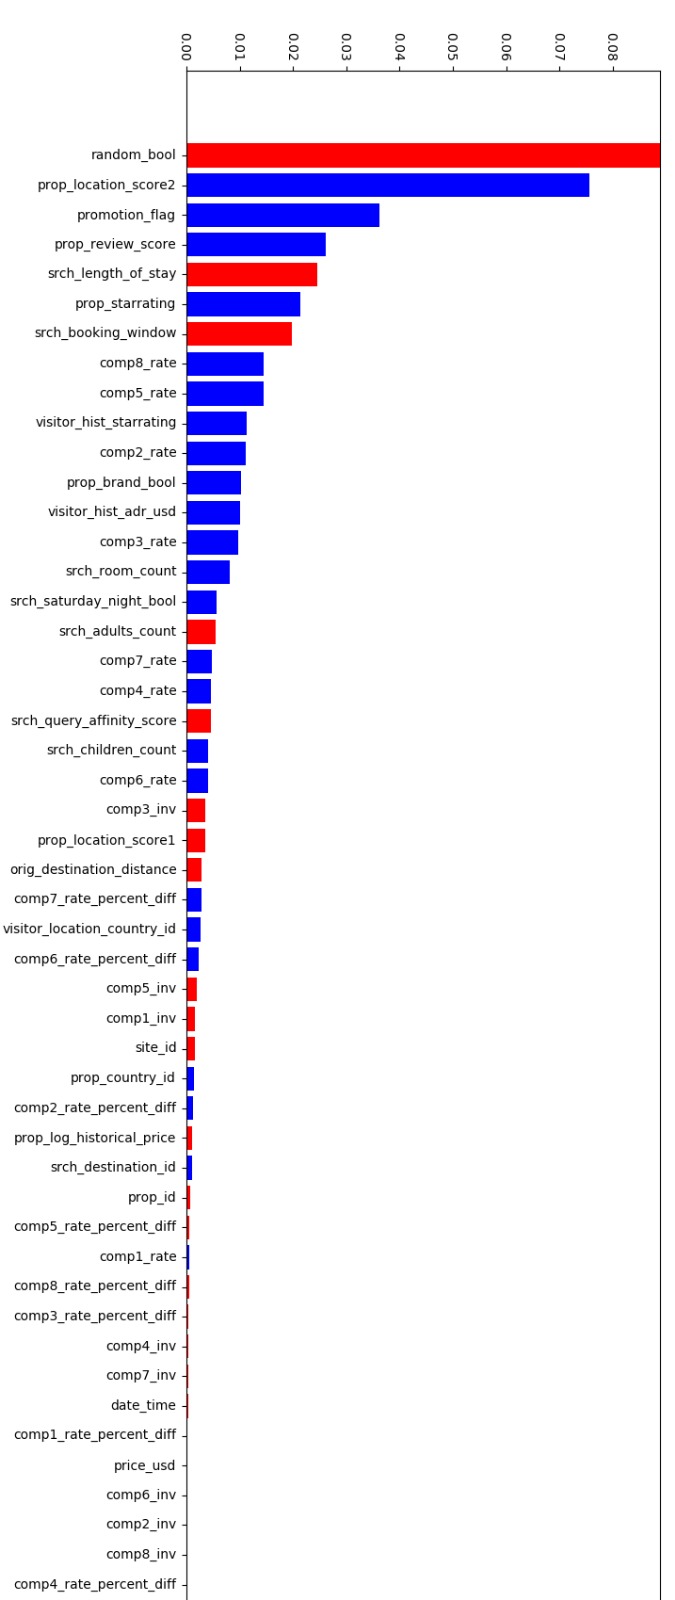 0.00
0.01
0.02
0.03
0.04
0.05
0.06
0.07
0.08
random_bool
prop_location_score2
promotion_flag
prop_review_score
srch_length_of_stay
prop_starrating
srch_booking_window
comp8_rate
comp5_rate
visitor_hist_starrating
comp2_rate
prop_brand_bool
visitor_hist_adr_usd
comp3_rate
srch_room_count
srch_saturday_night_bool
srch_adults_count
comp7_rate
comp4_rate
srch_query_affinity_score
srch_children_count
comp6_rate
comp3_inv
prop_location_score1
orig_destination_distance
comp7_rate_percent_diff
visitor_location_country_id
comp6_rate_percent_diff
comp5_inv
comp1_inv
site_id
prop_country_id
comp2_rate_percent_diff
prop_log_historical_price
srch_destination_id
prop_id
comp5_rate_percent_diff
comp1_rate
comp8_rate_percent_diff
comp3_rate_percent_diff
comp4_inv
comp7_inv
date_time
comp1_rate_percent_diff
price_usd
comp6_inv
comp2_inv
comp8_inv
comp4_rate_percent_diff